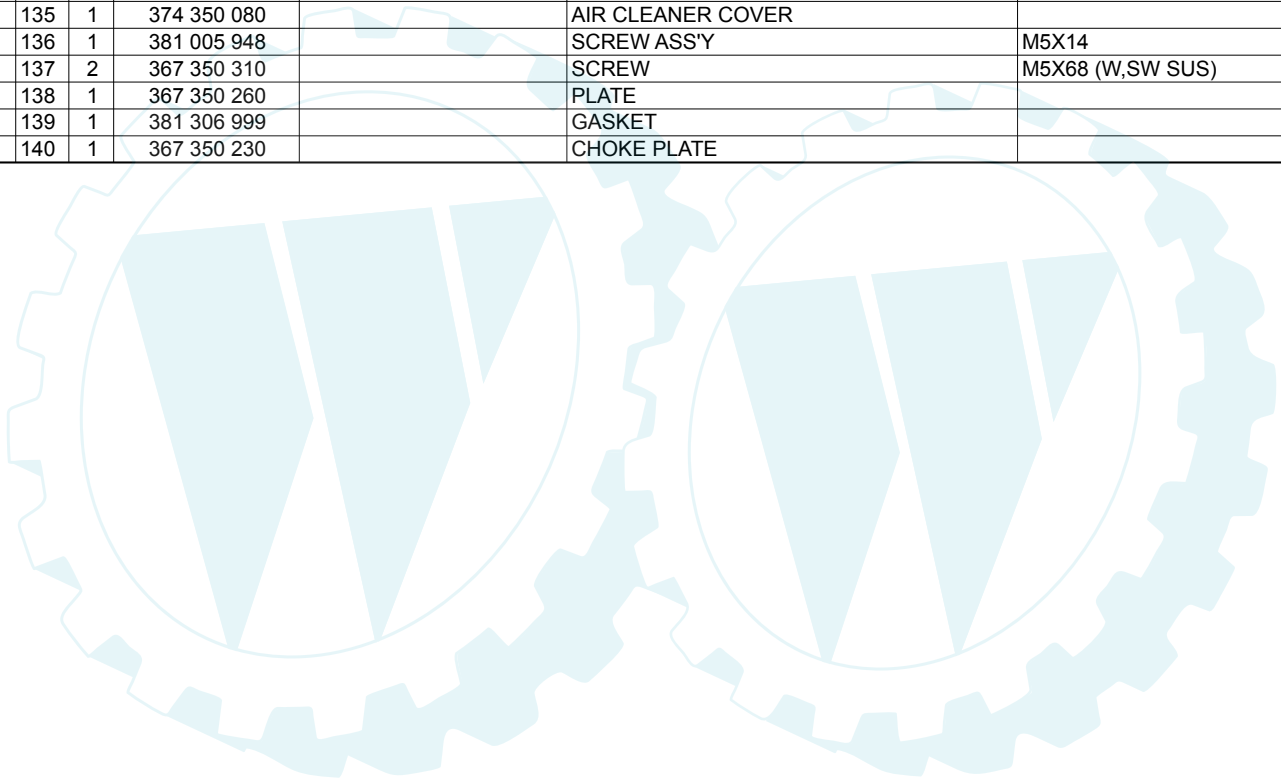 135 1 374 350 080 AIR CLEANER COVER
136 1 381 005 948 SCREW ASS'Y M5X14
137 2 367 350 310 SCREW M5X68 (W,SW SUS)
138 1 367 350 260 PLATE
139 1 381 306 999 GASKET
140 1 367 350 230 CHOKE PLATE